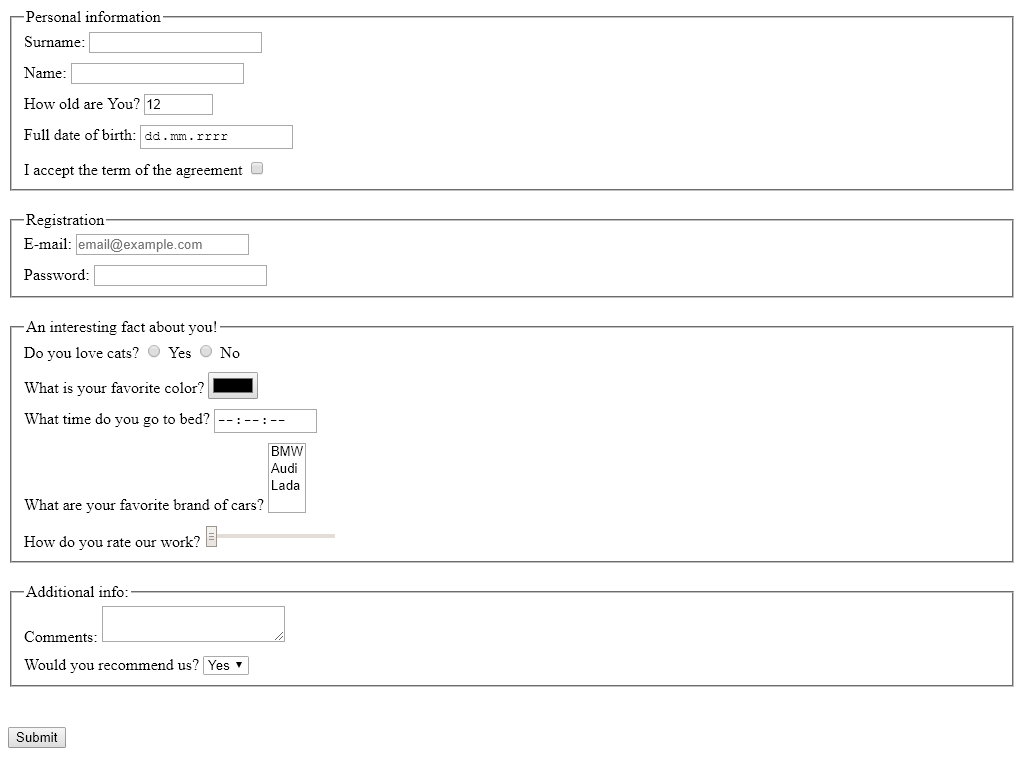 Personal information
Surname:
Name:
How old are You? 12
Full date of birth: dd.mm.rrrr
I accept the term of the agreement
Registration
E-mail: email@example.com
Password:
An interesting fact about you!
Do you love cats? Yes No
What is your favorite color?
What time do you go to bed? --:--:--
BMW
Audi
Lada
What are your favorite brand of cars?
How do you rate our work?
Additional info:
Comments:
Would you recommend us? Yes
Submit